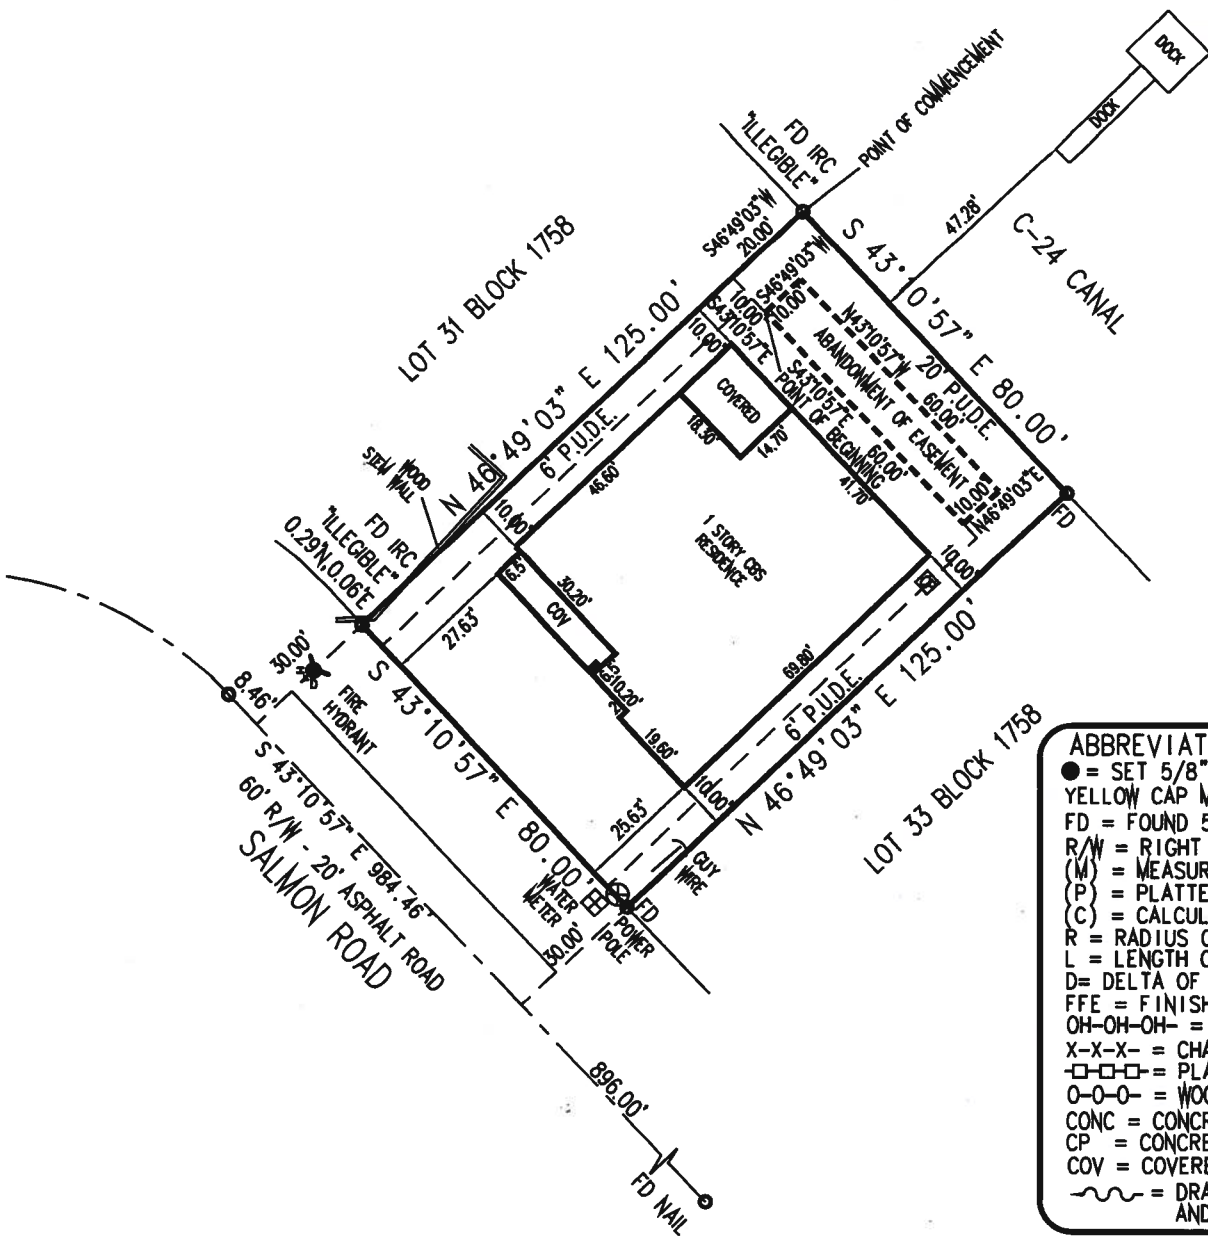 DOCK
DOCK
POINT OF COMMENCEMENT
FD IRC
"ILLEGIBLE"
S46°49'03"W
20.00'
47.28'
C-24 CANAL
S 43°10'57" E 80.00'
LOT 31 BLOCK 1758
N 46°49'03" E 125.00'
10.00'
S43°10'57"E
S46°49'03"W
10.00'
N43°10'57"W
60.00'
20' P.U.D.E.
ABANDONMENT OF EASEMENT
S43°10'57"E
60.00'
POINT OF BEGINNING
10.00'
N46°49'03"E
FD
10.00'
6' P.U.D.E.
COVERED
18.30'
14.70'
41.70'
46.60'
1 STORY CBS
RESIDENCE
WOOD
STEM WALL
FD IRC
"ILLEGIBLE"
0.29'N,0.06'E
10.00'
6.5'
COV
30.20'
27.63'
10.20'
19.60'
69.80'
10.00'
6' P.U.D.E.
N 46°49'03" E 125.00'
10.00'
25.63'
LOT 33 BLOCK 1758
30.00'
FIRE
HYDRANT
8.46'
S 43°10'57" E 80.00'
S 43°10'57" E 984.46'
60' R/W - 20' ASPHALT ROAD
SALMON ROAD
WATER
METER
GUY
WIRE
FD
POWER
POLE
30.00'
896.00'
FD NAIL
ABBREVIAT
= SET 5/8"
YELLOW CAP M
FD = FOUND 5
R/W = RIGHT
(M) = MEASUR
(P) = PLATTE
(C) = CALCUL
R = RADIUS O
L = LENGTH O
D= DELTA OF
FFE = FINISH
OH-OH-OH- =
X-X-X- = CHA
= PLA
O-O-O- = WOO
CONC = CONCR
CP = CONCRE
COV = COVERE
= DRA
AND